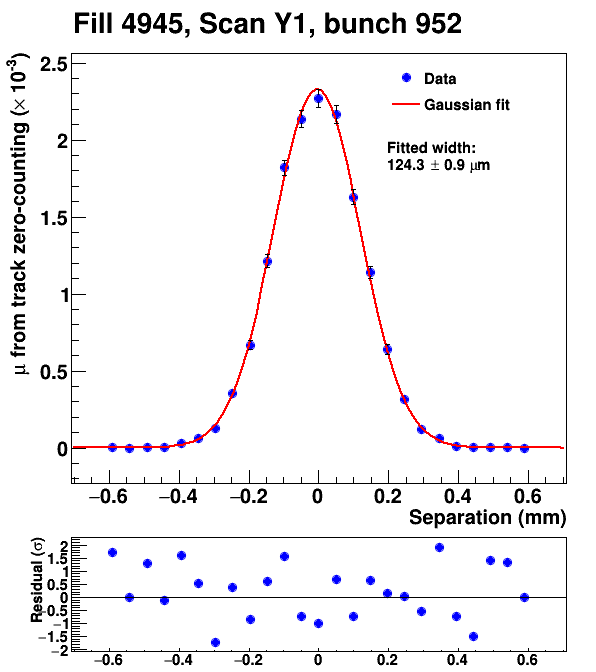 Fill 4945, Scan Y1, bunch 952
μ from track zero-counting (× 10⁻³)
2.5
2
1.5
1
0.5
0
Data
Gaussian fit
Fitted width:
124.3 ± 0.9 μm
−0.6 −0.4 −0.2 0 0.2 0.4 0.6
Separation (mm)
Residual (σ)
2
1.5
1
0.5
0
−0.5
−1
−1.5
−2
−0.6 −0.4 −0.2 0 0.2 0.4 0.6